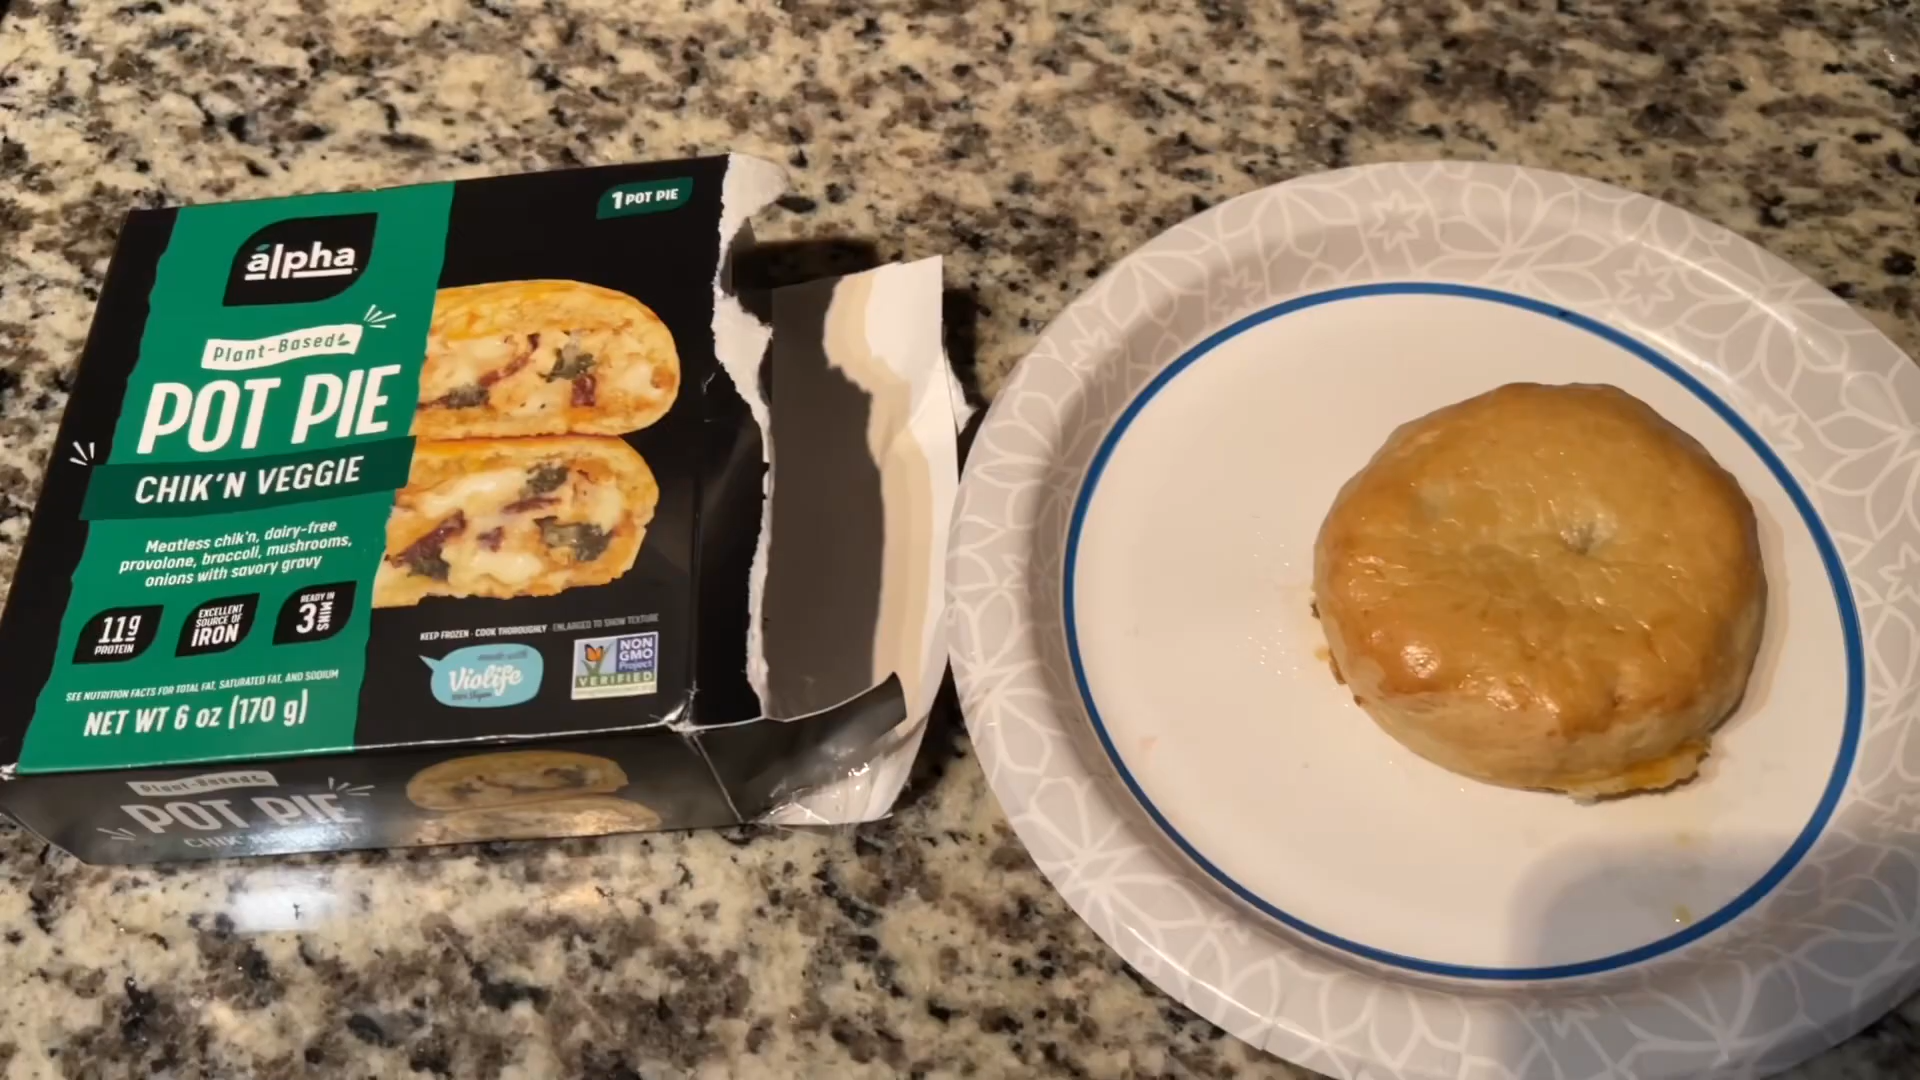 1 POT PIE
álpha
Plant-Based
POT PIE
CHIK'N VEGGIE
Meatless chik'n, dairy-free
provolone, broccoli, mushrooms,
onions with savory gravy
11g
PROTEIN
EXCELLENT
SOURCE OF
IRON
READY IN
3 MINS
KEEP FROZEN · COOK THOROUGHLY · ENLARGED TO SHOW TEXTURE
made with
Violife
NON
GMO
Project
VERIFIED
SEE NUTRITION FACTS FOR TOTAL FAT, SATURATED FAT, AND SODIUM
NET WT 6 oz (170 g)
Plant-Based
POT PIE